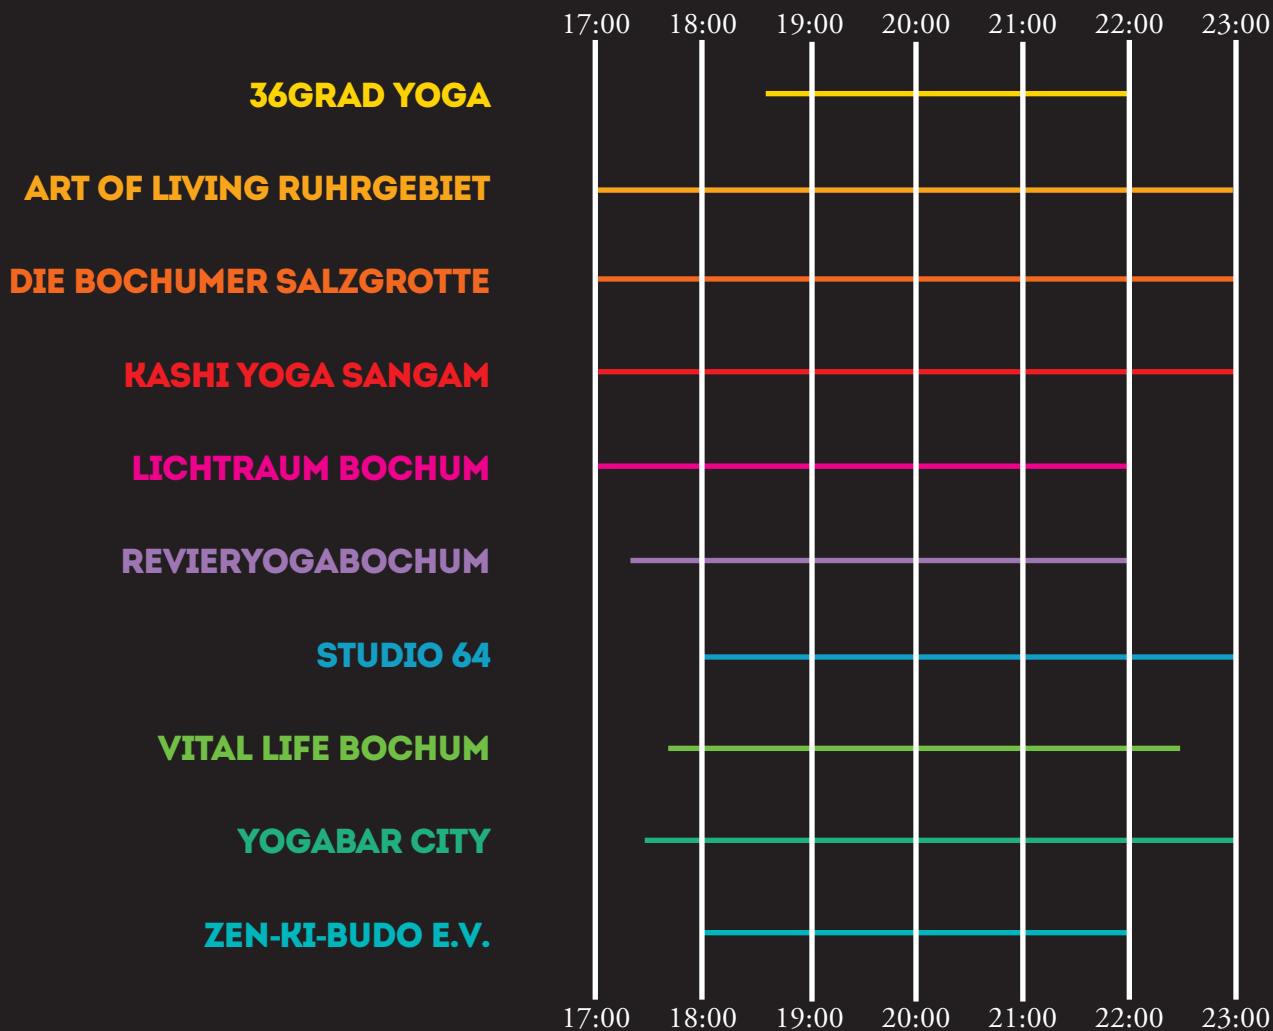 17:00 18:00 19:00 20:00 21:00 22:00 23:00
36GRAD YOGA
ART OF LIVING RUHRGEBIET
DIE BOCHUMER SALZGROTTE
KASHI YOGA SANGAM
LICHTRAUM BOCHUM
REVIERYOGABOCHUM
STUDIO 64
VITAL LIFE BOCHUM
YOGABAR CITY
ZEN-KI-BUDO E.V.
17:00 18:00 19:00 20:00 21:00 22:00 23:00